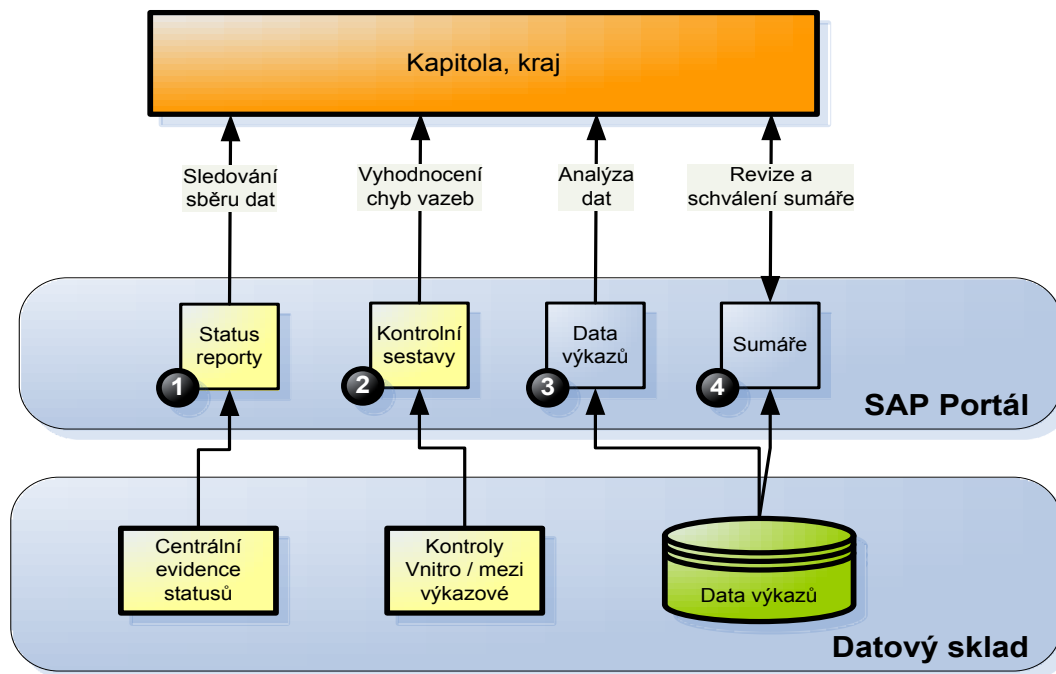 Kapitola, kraj
Sledování
sběru dat
Vyhodnocení
chyb vazeb
Analýza
dat
Revize a
schválení sumáře
Status
reporty
1
Kontrolní
sestavy
2
Data
výkazů
3
Sumáře
4
SAP Portál
Centrální
evidence
statusů
Kontroly
Vnitro / mezi
výkazové
Data výkazů
Datový sklad